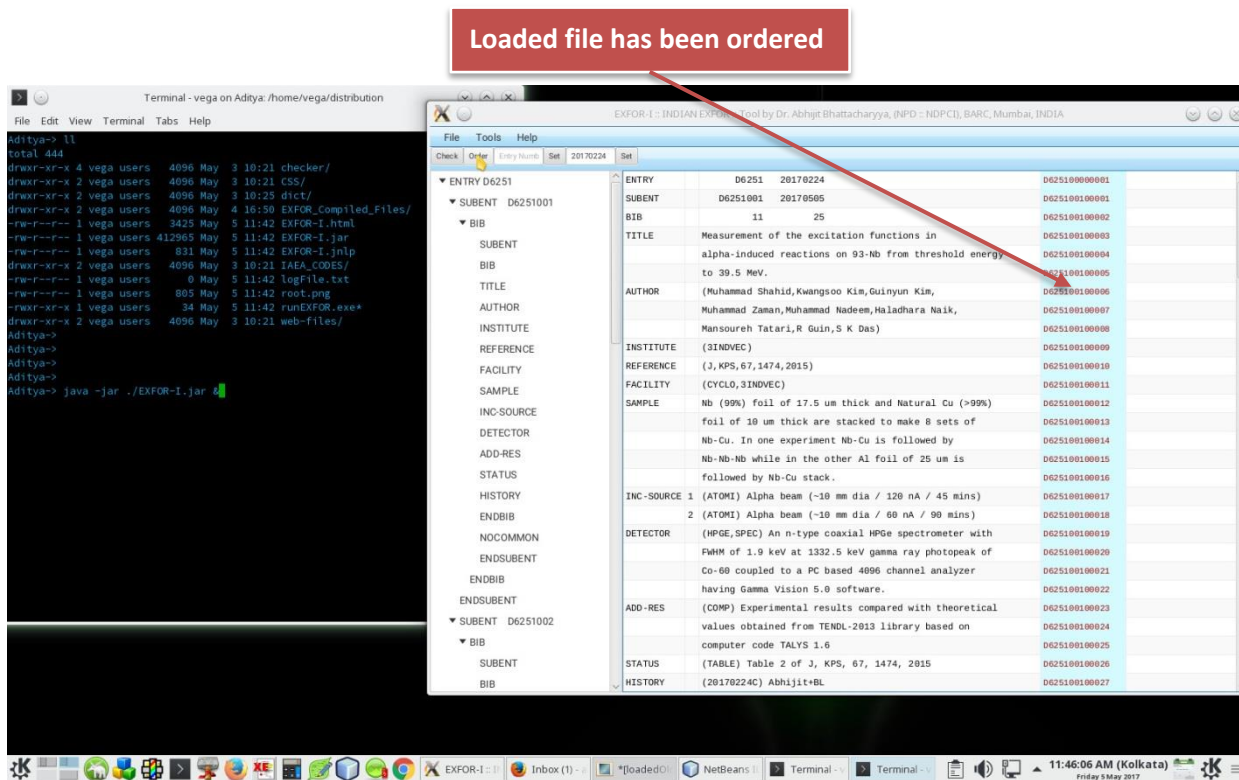 Loaded file has been ordered
Terminal - vega on Aditya: /home/vega/distribution
File Edit View Terminal Tabs Help
Aditya-> ll
total 444
drwxr-xr-x 4 vega users 4096 May 3 10:21 checker/
drwxr-xr-x 2 vega users 4096 May 3 10:21 CSS/
drwxr-xr-x 2 vega users 4096 May 3 10:25 dict/
drwxr-xr-x 2 vega users 4096 May 4 16:50 EXFOR_Compiled_Files/
-rw-r--r-- 1 vega users 3425 May 5 11:42 EXFOR-I.html
-rw-r--r-- 1 vega users 412965 May 5 11:42 EXFOR-I.jar
-rw-r--r-- 1 vega users 831 May 5 11:42 EXFOR-I.jnlp
drwxr-xr-x 2 vega users 4096 May 3 10:21 IAEA_CODES/
-rw-r--r-- 1 vega users 0 May 5 11:42 logFile.txt
-rw-r--r-- 1 vega users 805 May 5 11:42 root.png
-rwxr-xr-x 1 vega users 34 May 5 11:42 runEXFOR.exe*
drwxr-xr-x 2 vega users 4096 May 3 10:21 web-files/
Aditya->
Aditya->
Aditya->
Aditya->
Aditya-> java -jar ./EXFOR-I.jar &
EXFOR-I :: INDIAN Tool by Dr. Abhijit Bhattacharyya, (NPD :: NDPCI), BARC, Mumbai, INDIA
File Tools Help
Check Order Entry Numb Set 20170224 Set
ENTRY D6251
SUBENT D6251001
BIB
SUBENT
BIB
TITLE
AUTHOR
INSTITUTE
REFERENCE
FACILITY
SAMPLE
INC-SOURCE
DETECTOR
ADD-RES
STATUS
HISTORY
ENDBIB
NOCOMMON
ENDSUBENT
ENDBIB
ENDSUBENT
SUBENT D6251002
BIB
SUBENT
BIB
ENTRY D6251 20170224 D625100000001
SUBENT D6251001 20170505 D625100100001
BIB 11 25 D625100100002
TITLE Measurement of the excitation functions in D625100100003
alpha-induced reactions on 93-Nb from threshold energy D625100100004
to 39.5 MeV. D625100100005
AUTHOR (Muhammad Shahid,Kwangsoo Kim,Guinyun Kim, D625100100006
Muhammad Zaman,Muhammad Nadeem,Haladhara Naik, D625100100007
Mansoureh Tatari,R Guin,S K Das) D625100100008
INSTITUTE (3INDVEC) D625100100009
REFERENCE (J,KPS,67,1474,2015) D625100100010
FACILITY (CYCLO,3INDVEC) D625100100011
SAMPLE Nb (99%) foil of 17.5 um thick and Natural Cu (>99%) D625100100012
foil of 10 um thick are stacked to make 8 sets of D625100100013
Nb-Cu. In one experiment Nb-Cu is followed by D625100100014
Nb-Nb-Nb while in the other Al foil of 25 um is D625100100015
followed by Nb-Cu stack. D625100100016
INC-SOURCE 1 (ATOMI) Alpha beam (~10 mm dia / 120 nA / 45 mins) D625100100017
2 (ATOMI) Alpha beam (~10 mm dia / 60 nA / 90 mins) D625100100018
DETECTOR (HPGE,SPEC) An n-type coaxial HPGe spectrometer with D625100100019
FWHM of 1.9 keV at 1332.5 keV gamma ray photopeak of D625100100020
Co-60 coupled to a PC based 4096 channel analyzer D625100100021
having Gamma Vision 5.0 software. D625100100022
ADD-RES (COMP) Experimental results compared with theoretical D625100100023
values obtained from TENDL-2013 library based on D625100100024
computer code TALYS 1.6 D625100100025
STATUS (TABLE) Table 2 of J, KPS, 67, 1474, 2015 D625100100026
HISTORY (20170224C) Abhijit+BL D625100100027
EXFOR-I :: Inbox (1) - *[loadedO NetBeans Terminal - v Terminal - v 11:46:06 AM (Kolkata)
Friday 5 May 2017